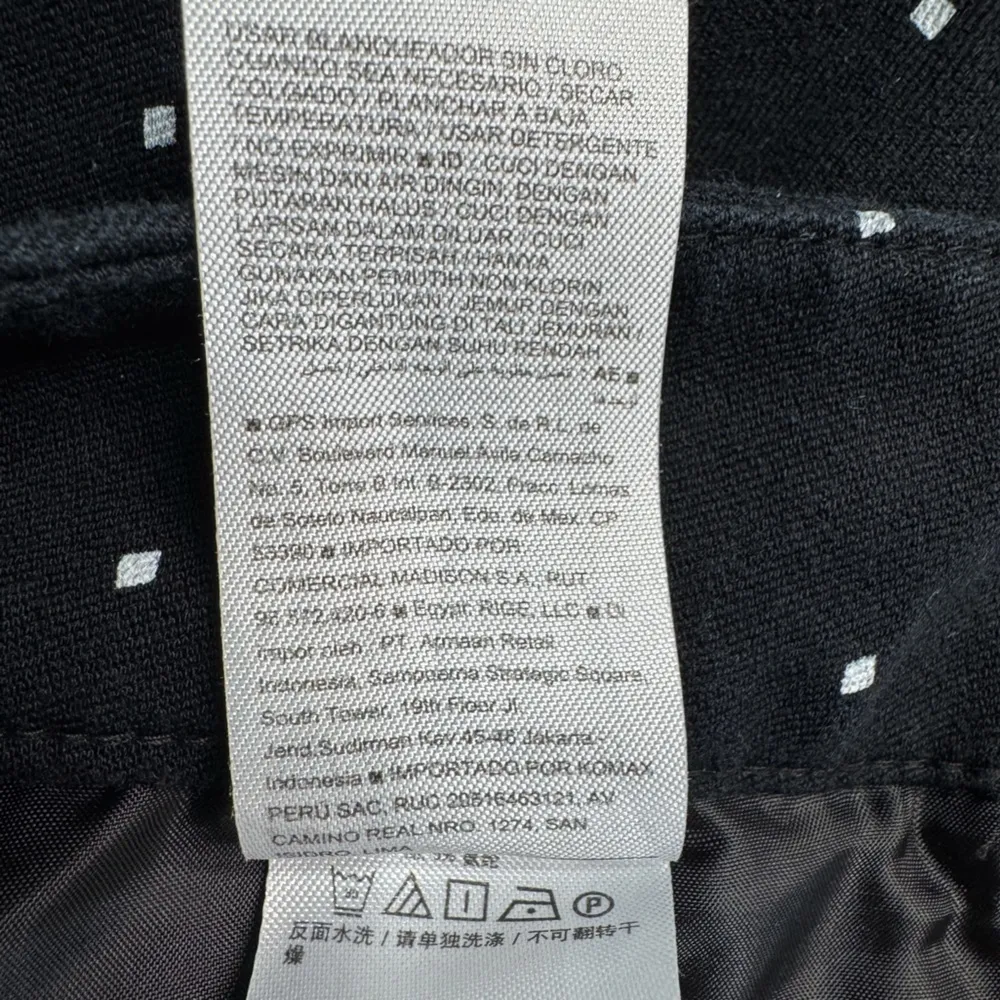 USAR BLANQUEADOR SIN CLORO
CUANDO SEA NECESARIO / SECAR
COLGADO / PLANCHAR A BAJA
TEMPERATURA / USAR DETERGENTE
NO EXPRIMIR ■ ID / CUCI DENGAN
MESIN DAN AIR DINGIN, DENGAN
PUTARAN HALUS / CUCI DENGAN
LAPISAN DALAM DILUAR / CUCI
SECARA TERPISAH / HANYA
GUNAKAN PEMUTIH NON KLORIN
JIKA DIPERLUKAN / JEMUR DENGAN
CARA DIGANTUNG DI TALI JEMURAN
SETRIKA DENGAN SUHU RENDAH
AE ■
■ GPS Import Services, S. de R.L. de
C.V. Boulevard Manuel Avila Camacho
No. 5, Torre B Int. B-2302, Fracc. Lomas
de Sotelo Naucalpan, Edo. de Mex. CP
53390 ■ IMPORTADO POR
COMERCIAL MADISON S.A., RUT
572.420-6 ■ Egypt RIGE, LLC ■ Di
impor oleh : PT. Armaan Retail
Indonesia, Sampoerna Strategic Square,
South Tower, 19th Floor Jl.
Jend.Sudirman Kav 45-46 Jakarta -
Indonesia ■ IMPORTADO POR KOMAX
PERU SAC, RUC 20516463121, AV
CAMINO REAL NRO. 1274, SAN
ISIDRO, LIMA
反面水洗 / 请单独洗涤 / 不可翻转干
燥